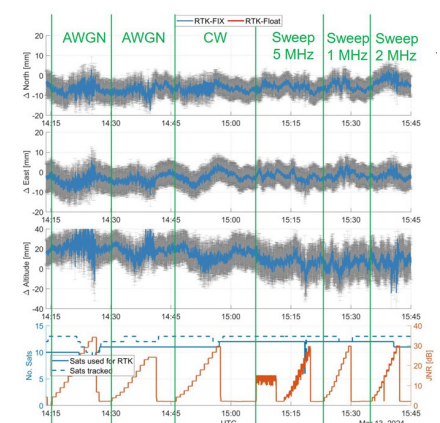 RTK-FIX RTK-Float
AWGN AWGN CW Sweep 5 MHz Sweep 1 MHz Sweep 2 MHz
Δ North [mm]
20
10
0
-10
-20
14:15 14:30 14:45 15:00 15:15 15:30 15:45
Δ East [mm]
20
10
0
-10
-20
14:15 14:30 14:45 15:00 15:15 15:30 15:45
Δ Altitude [mm]
40
20
0
-20
-40
14:15 14:30 14:45 15:00 15:15 15:30 15:45
No. Sats
15
10
5
0
Sats used for RTK
Sats tracked
JNR [dB]
40
30
20
10
0
14:15 14:30 14:45 15:00 15:15 15:30 15:45
UTC